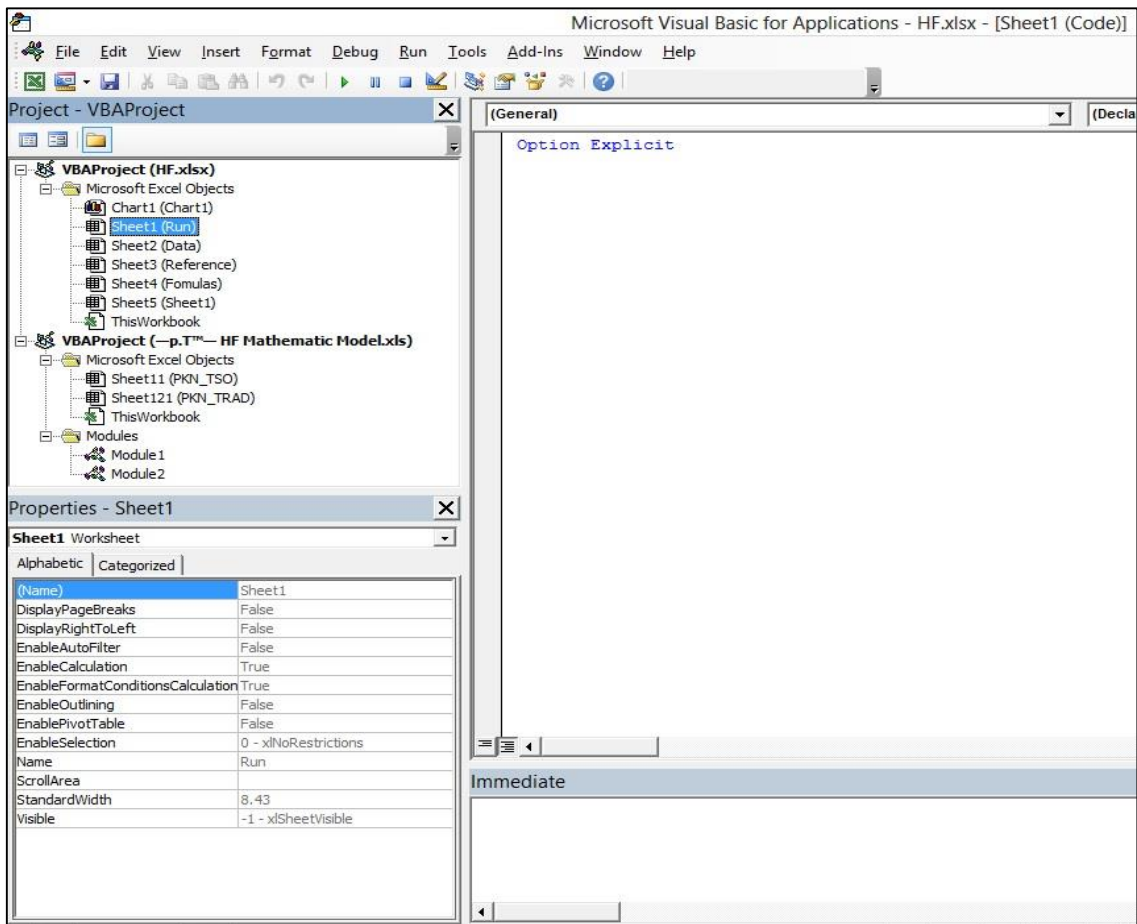 Microsoft Visual Basic for Applications - HF.xlsx - [Sheet1 (Code)]
File Edit View Insert Format Debug Run Tools Add-Ins Window Help
Project - VBAProject
VBAProject (HF.xlsx)
Microsoft Excel Objects
Chart1 (Chart1)
Sheet1 (Run)
Sheet2 (Data)
Sheet3 (Reference)
Sheet4 (Fomulas)
Sheet5 (Sheet1)
ThisWorkbook
VBAProject (—p.T™— HF Mathematic Model.xls)
Microsoft Excel Objects
Sheet11 (PKN_TSO)
Sheet121 (PKN_TRAD)
ThisWorkbook
Modules
Module1
Module2
Properties - Sheet1
Sheet1 Worksheet
Alphabetic Categorized
(Name) Sheet1
DisplayPageBreaks False
DisplayRightToLeft False
EnableAutoFilter False
EnableCalculation True
EnableFormatConditionsCalculation True
EnableOutlining False
EnablePivotTable False
EnableSelection 0 - xlNoRestrictions
Name Run
ScrollArea
StandardWidth 8.43
Visible -1 - xlSheetVisible
(General) (Decla
Option Explicit
Immediate